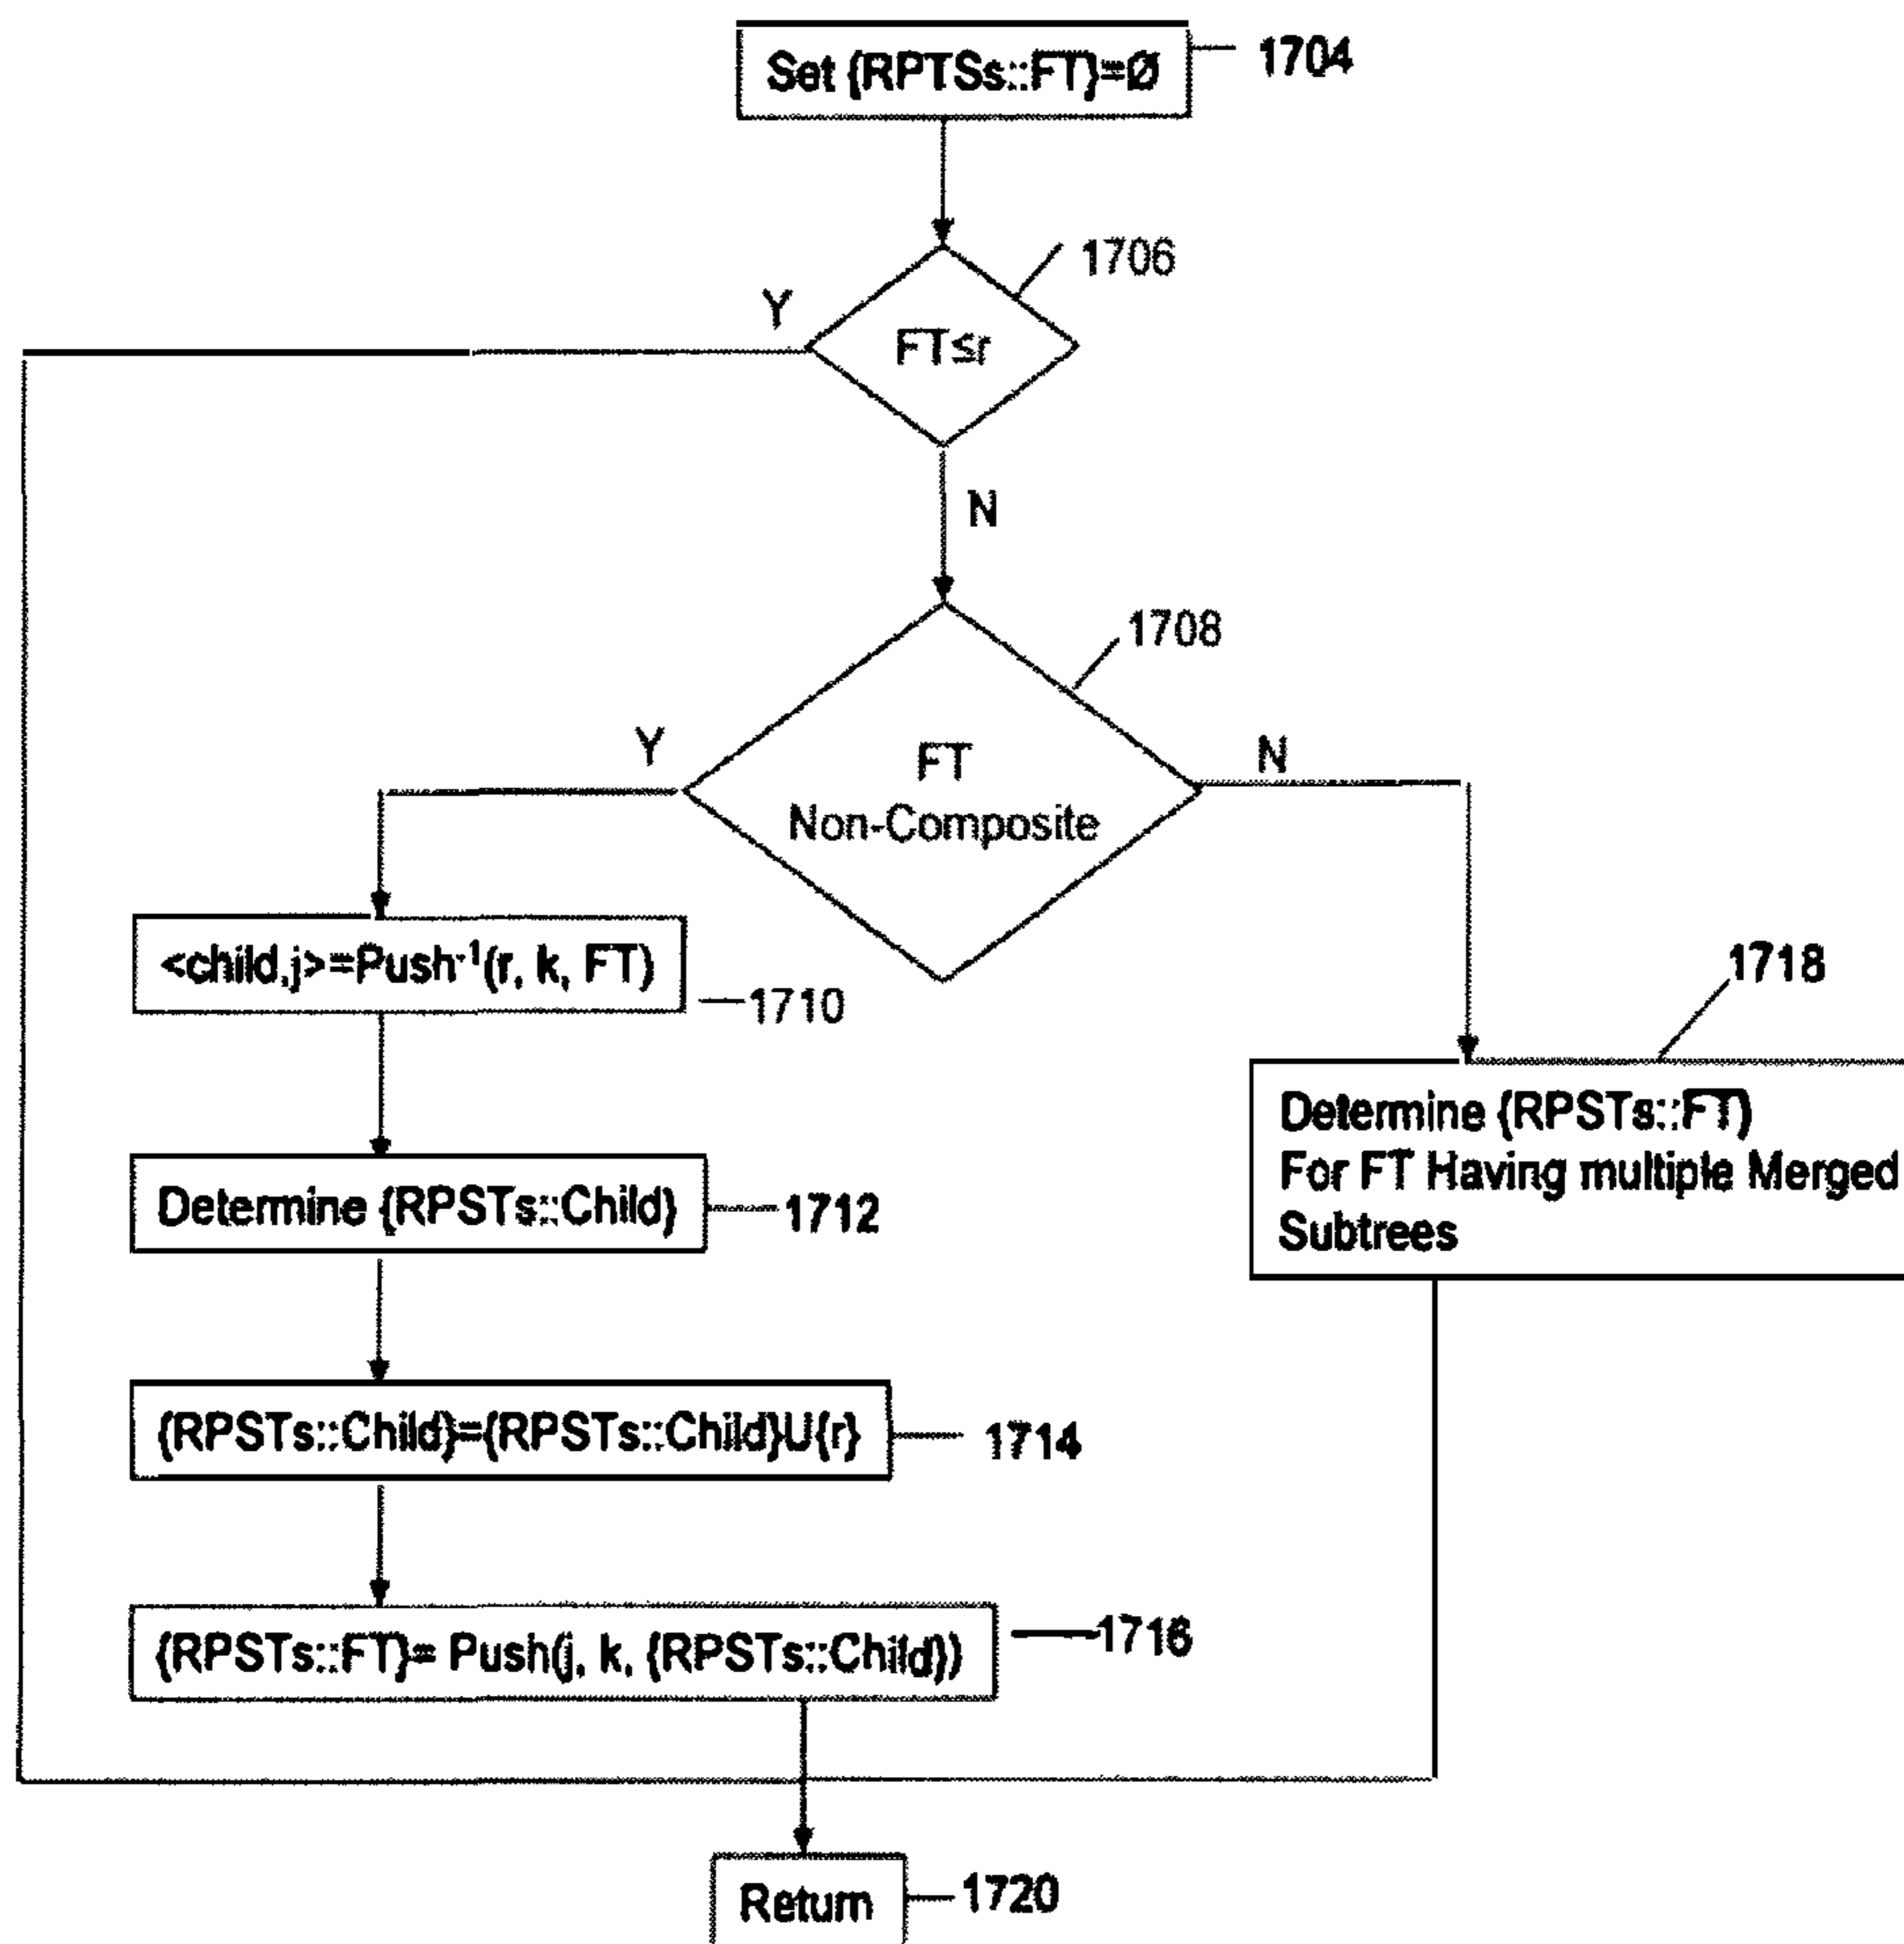 Set {RPTSs::FT}=Ø
1704
1706
Y
FT≤r
N
1708
Y
FT
Non-Composite
N
<child,j>=Push-1(r, k, FT)
1710
1718
Determine {RPSTs::FT)
For FT Having multiple Merged
Subtrees
Determine {RPSTs::Child}
1712
{RPSTs::Child}={RPSTs::Child}U{r}
1714
{RPSTs::FT}= Push(j, k, {RPSTs::Child})
1716
Return
1720